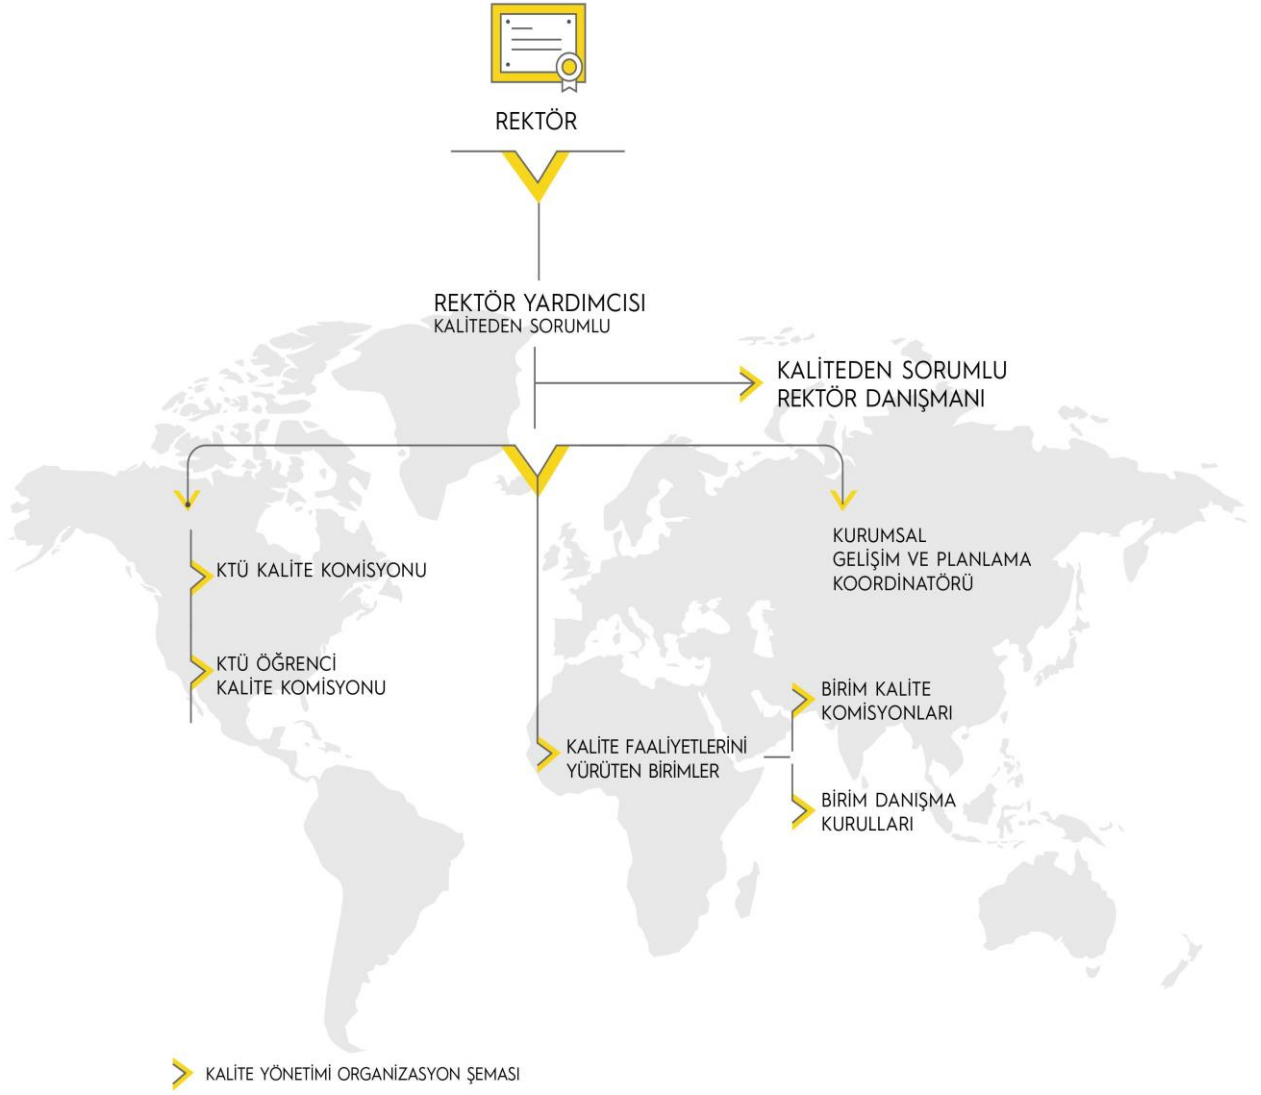 REKTÖR
REKTÖR YARDIMCISI
KALİTEDEN SORUMLU
KALİTEDEN SORUMLU
REKTÖR DANIŞMANI
KTÜ KALİTE KOMİSYONU
KTÜ ÖĞRENCİ
KALİTE KOMİSYONU
KURUMSAL
GELİŞİM VE PLANLAMA
KOORDİNATÖRÜ
KALİTE FAALİYETLERİNİ
YÜRÜTEN BİRİMLER
BİRİM KALİTE
KOMİSYONLARI
BİRİM DANIŞMA
KURULLARI
KALİTE YÖNETİMİ ORGANİZASYON ŞEMASI